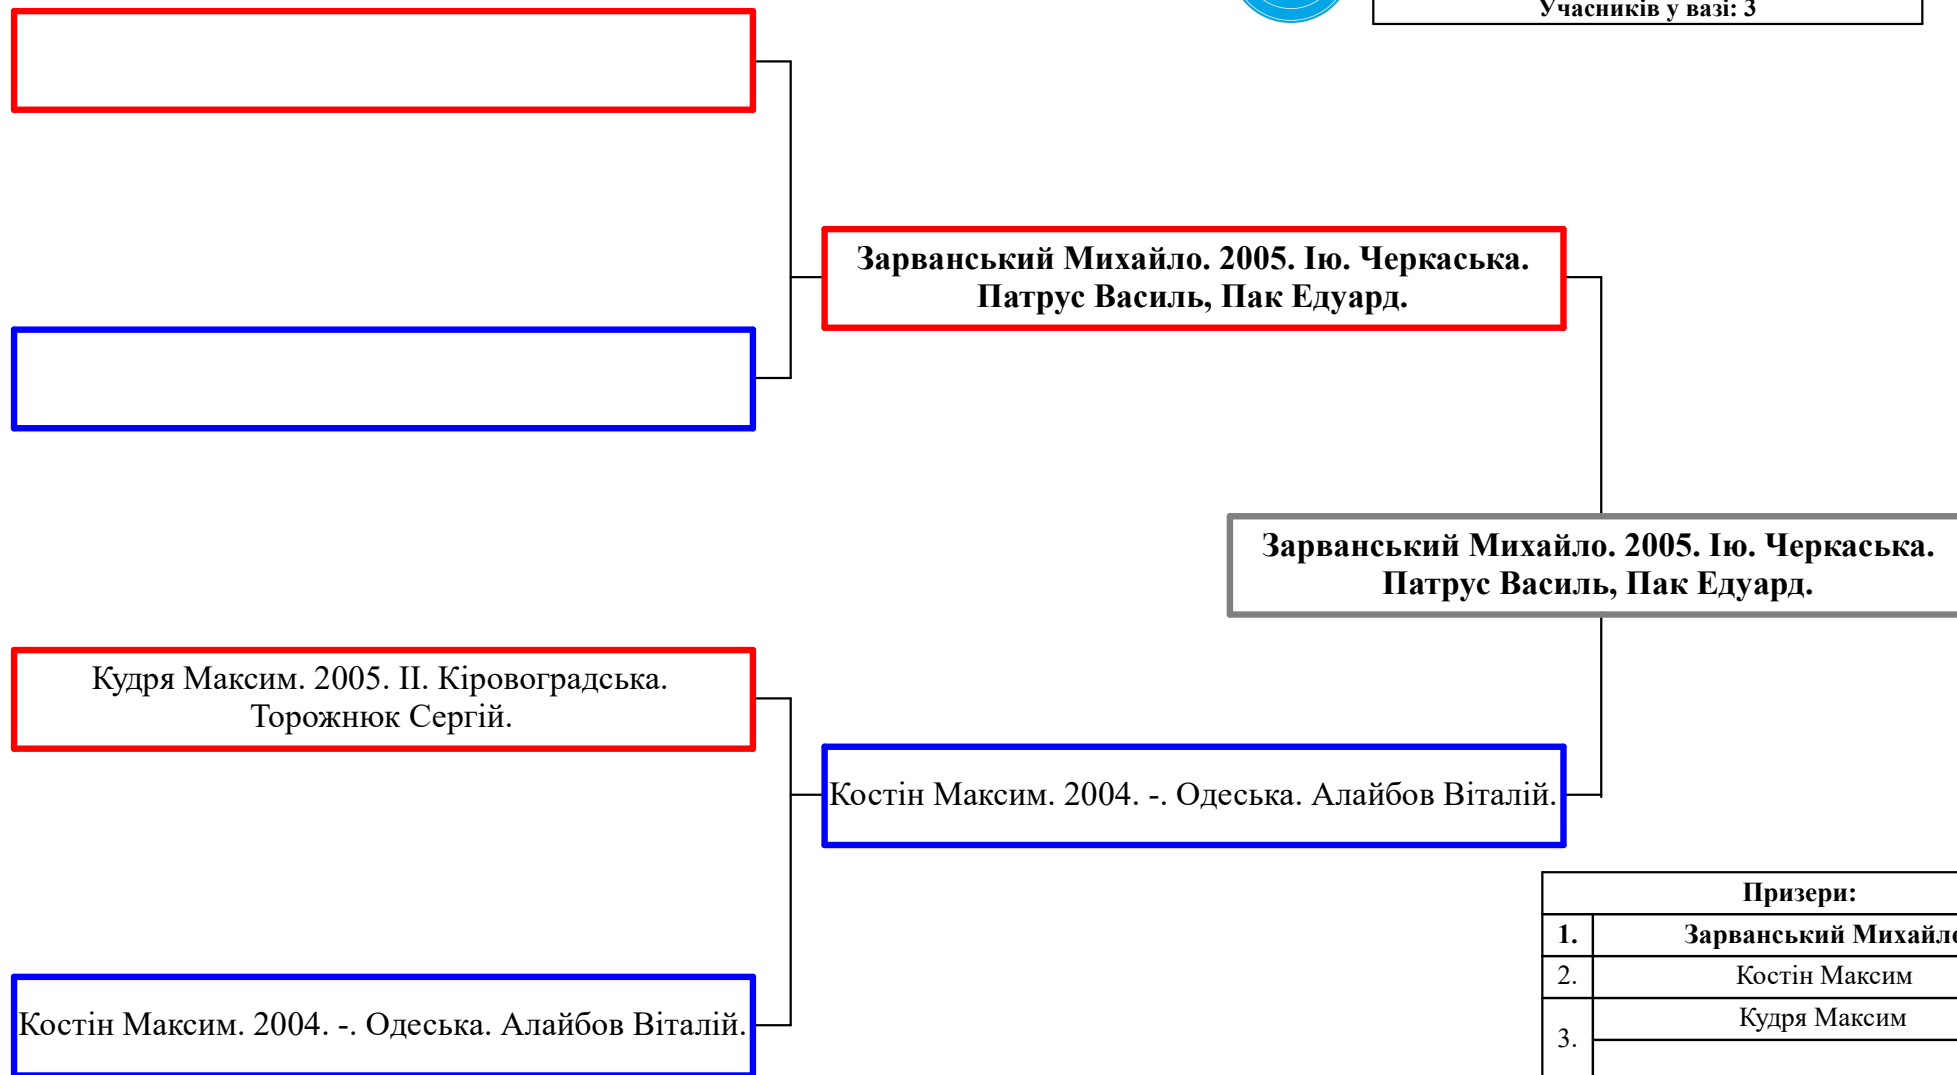 Учасників у вазі: 3
Зарванський Михайло. 2005. Ію. Черкаська.
Патрус Василь, Пак Едуард.
Зарванський Михайло. 2005. Ію. Черкаська.
Патрус Василь, Пак Едуард.
Кудря Максим. 2005. ІІ. Кіровоградська.
Торожнюк Сергій.
Костін Максим. 2004. -. Одеська. Алайбов Віталій.
Костін Максим. 2004. -. Одеська. Алайбов Віталій.
Призери:
1. Зарванський Михайло
2. Костін Максим
3. Кудря Максим